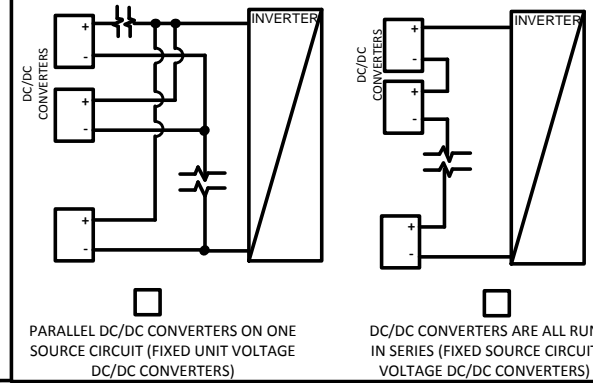 INVERTER
+
-
+
-
+
-
DC/DC
CONVERTERS
PARALLEL DC/DC CONVERTERS ON ONE
SOURCE CIRCUIT (FIXED UNIT VOLTAGE
DC/DC CONVERTERS)
INVERTER
+
-
+
-
+
-
DC/DC
CONVERTERS
DC/DC CONVERTERS ARE ALL RUN
IN SERIES (FIXED SOURCE CIRCUIT
VOLTAGE DC/DC CONVERTERS)